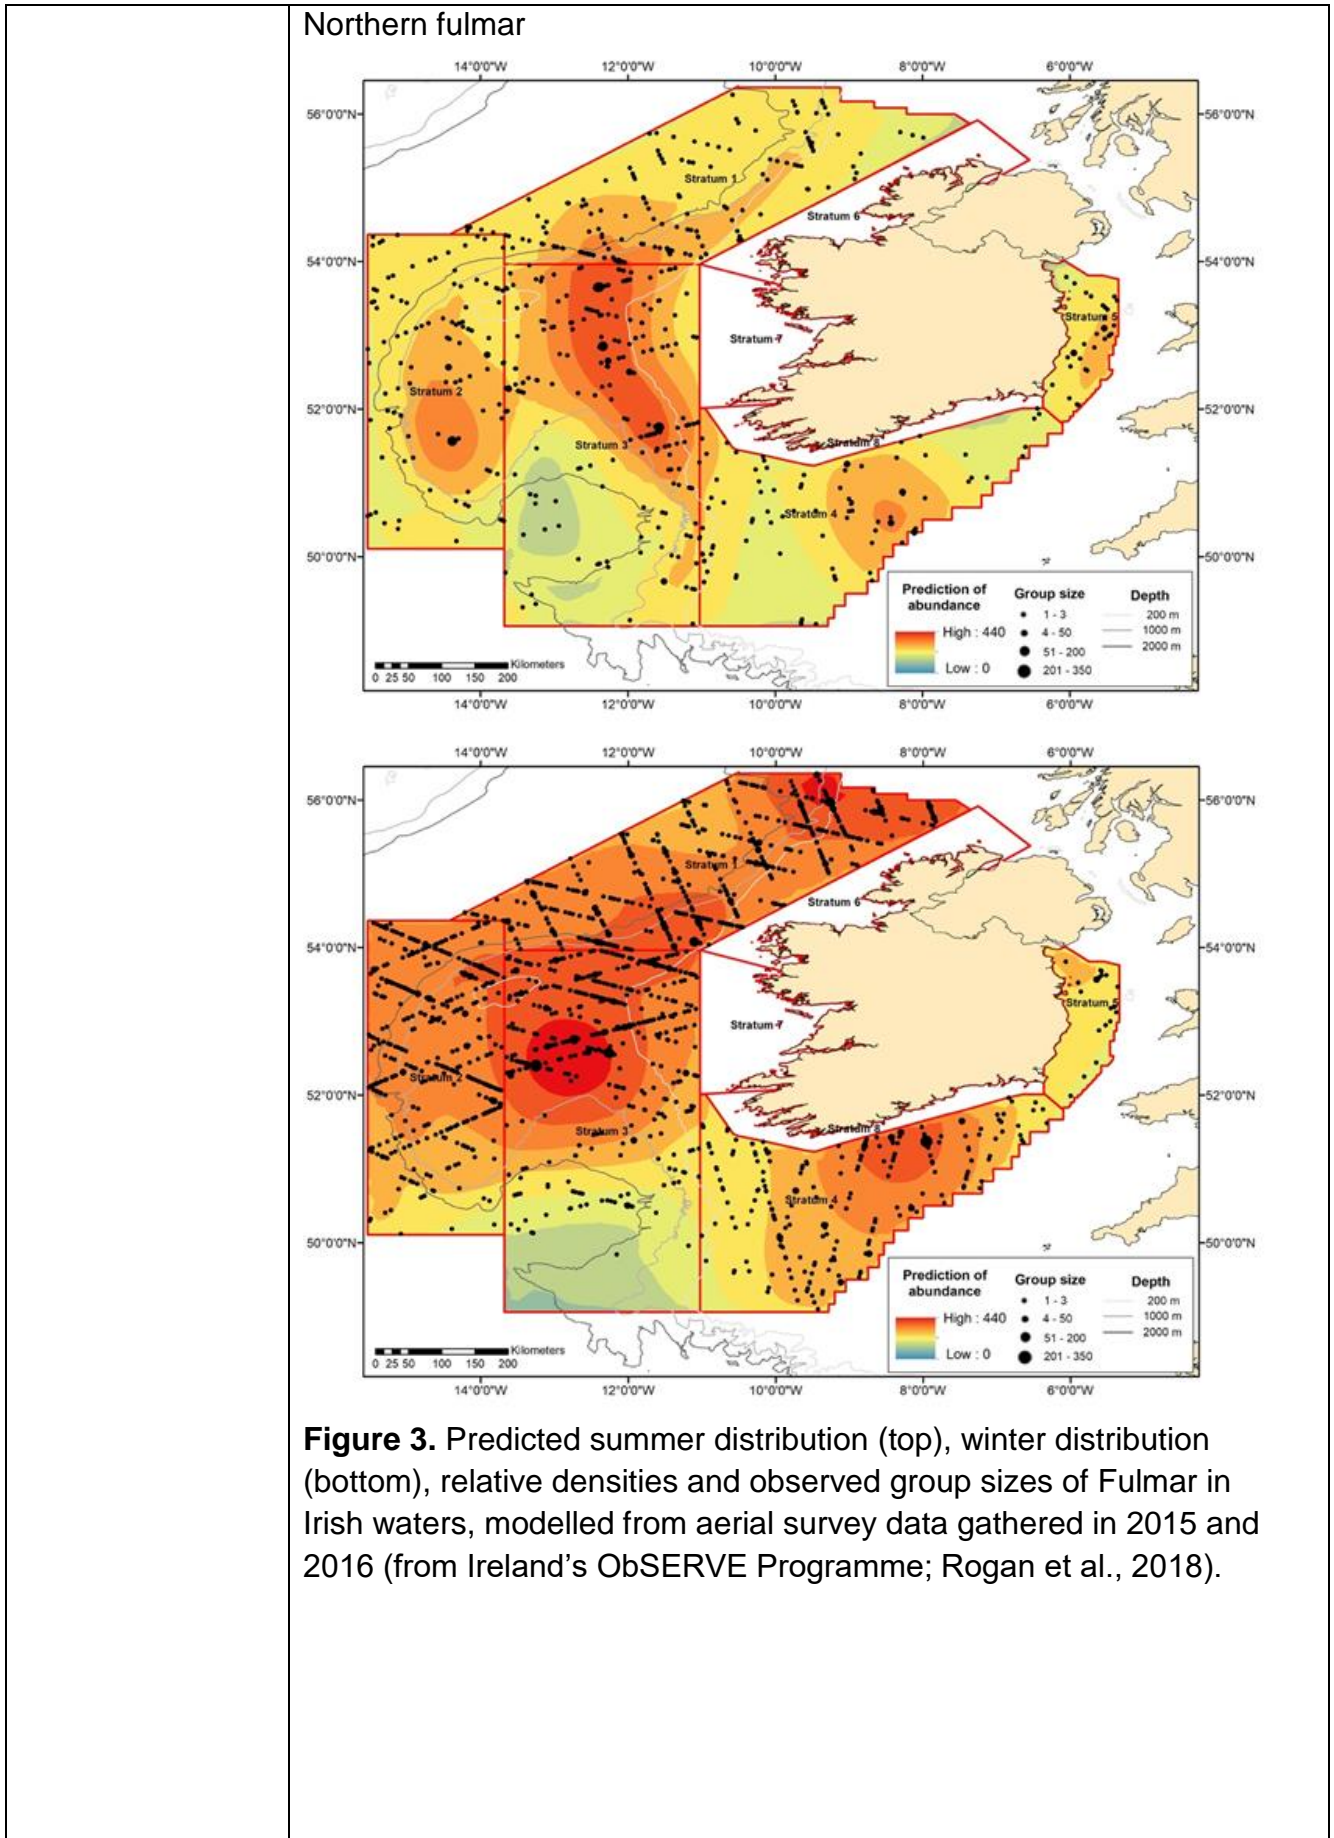 Northern fulmar
14°0'0"W 12°0'0"W 10°0'0"W 8°0'0"W 6°0'0"W
56°0'0"N 56°0'0"N
Stratum 1
Stratum 6
54°0'0"N 54°0'0"N
Stratum 5
Stratum 7
Stratum 2
52°0'0"N 52°0'0"N
Stratum 3
Stratum 8
Stratum 4
50°0'0"N 50°0'0"N
Prediction of abundance
High : 440
Low : 0
Group size
1 - 3
4 - 50
51 - 200
201 - 350
Depth
200 m
1000 m
2000 m
Kilometers
0 25 50 100 150 200
14°0'0"W 12°0'0"W 10°0'0"W 8°0'0"W 6°0'0"W
14°0'0"W 12°0'0"W 10°0'0"W 8°0'0"W 6°0'0"W
56°0'0"N 56°0'0"N
Stratum 1
Stratum 6
54°0'0"N 54°0'0"N
Stratum 5
Stratum 7
Stratum 2
52°0'0"N 52°0'0"N
Stratum 3
Stratum 8
Stratum 4
50°0'0"N 50°0'0"N
Prediction of abundance
High : 440
Low : 0
Group size
1 - 3
4 - 50
51 - 200
201 - 350
Depth
200 m
1000 m
2000 m
Kilometers
0 25 50 100 150 200
14°0'0"W 12°0'0"W 10°0'0"W 8°0'0"W 6°0'0"W
Figure 3. Predicted summer distribution (top), winter distribution
(bottom), relative densities and observed group sizes of Fulmar in
Irish waters, modelled from aerial survey data gathered in 2015 and
2016 (from Ireland's ObSERVE Programme; Rogan et al., 2018).